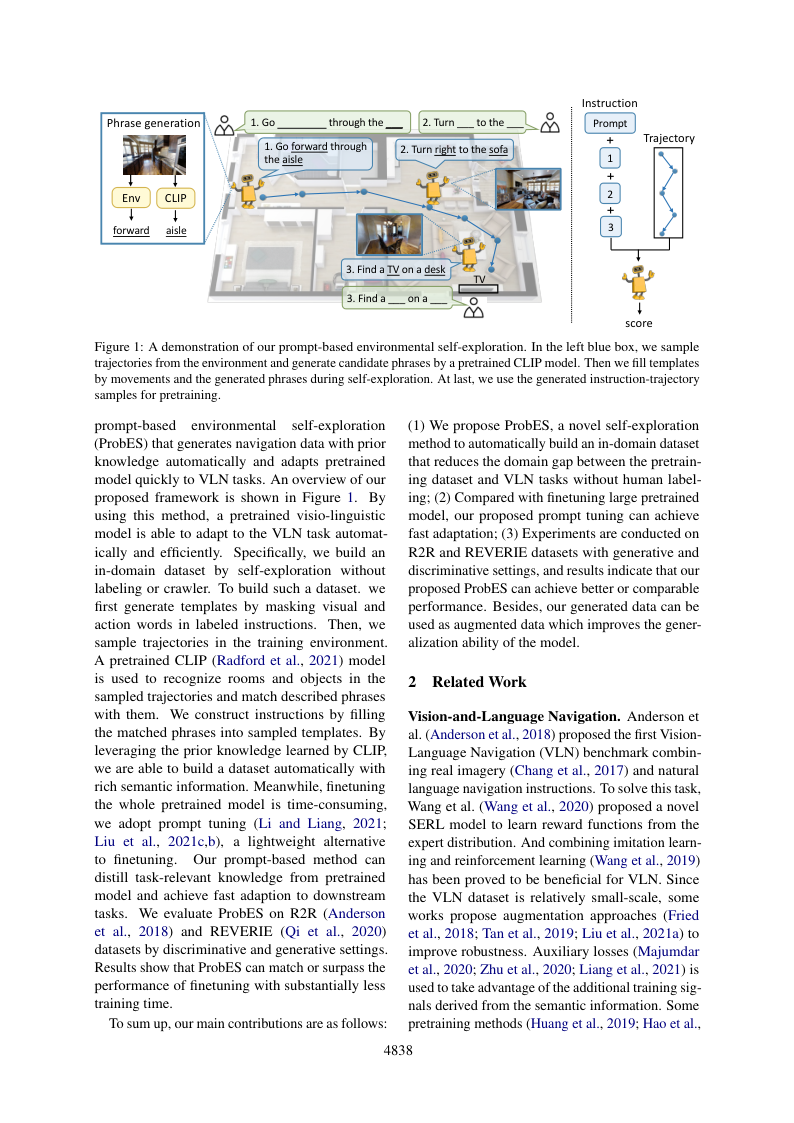 Phrase generation
Env
CLIP
forward
aisle
1. Go ________ through the ___
2. Turn ___ to the ___
1. Go forward through
the aisle
2. Turn right to the sofa
3. Find a TV on a desk
TV
3. Find a ___ on a ___
Instruction
Prompt
+
1
+
2
+
3
Trajectory
score
Figure 1: A demonstration of our prompt-based environmental self-exploration. In the left blue box, we sample
trajectories from the environment and generate candidate phrases by a pretrained CLIP model. Then we fill templates
by movements and the generated phrases during self-exploration. At last, we use the generated instruction-trajectory
samples for pretraining.
prompt-based environmental self-exploration
(ProbES) that generates navigation data with prior
knowledge automatically and adapts pretrained
model quickly to VLN tasks. An overview of our
proposed framework is shown in Figure 1. By
using this method, a pretrained visio-linguistic
model is able to adapt to the VLN task automat-
ically and efficiently. Specifically, we build an
in-domain dataset by self-exploration without
labeling or crawler. To build such a dataset. we
first generate templates by masking visual and
action words in labeled instructions. Then, we
sample trajectories in the training environment.
A pretrained CLIP (Radford et al., 2021) model
is used to recognize rooms and objects in the
sampled trajectories and match described phrases
with them. We construct instructions by filling
the matched phrases into sampled templates. By
leveraging the prior knowledge learned by CLIP,
we are able to build a dataset automatically with
rich semantic information. Meanwhile, finetuning
the whole pretrained model is time-consuming,
we adopt prompt tuning (Li and Liang, 2021;
Liu et al., 2021c,b), a lightweight alternative
to finetuning. Our prompt-based method can
distill task-relevant knowledge from pretrained
model and achieve fast adaption to downstream
tasks. We evaluate ProbES on R2R (Anderson
et al., 2018) and REVERIE (Qi et al., 2020)
datasets by discriminative and generative settings.
Results show that ProbES can match or surpass the
performance of finetuning with substantially less
training time.
To sum up, our main contributions are as follows:
(1) We propose ProbES, a novel self-exploration
method to automatically build an in-domain dataset
that reduces the domain gap between the pretrain-
ing dataset and VLN tasks without human label-
ing; (2) Compared with finetuning large pretrained
model, our proposed prompt tuning can achieve
fast adaptation; (3) Experiments are conducted on
R2R and REVERIE datasets with generative and
discriminative settings, and results indicate that our
proposed ProbES can achieve better or comparable
performance. Besides, our generated data can be
used as augmented data which improves the gener-
alization ability of the model.
2 Related Work
Vision-and-Language Navigation. Anderson et
al. (Anderson et al., 2018) proposed the first Vision-
Language Navigation (VLN) benchmark combin-
ing real imagery (Chang et al., 2017) and natural
language navigation instructions. To solve this task,
Wang et al. (Wang et al., 2020) proposed a novel
SERL model to learn reward functions from the
expert distribution. And combining imitation learn-
ing and reinforcement learning (Wang et al., 2019)
has been proved to be beneficial for VLN. Since
the VLN dataset is relatively small-scale, some
works propose augmentation approaches (Fried
et al., 2018; Tan et al., 2019; Liu et al., 2021a) to
improve robustness. Auxiliary losses (Majumdar
et al., 2020; Zhu et al., 2020; Liang et al., 2021) is
used to take advantage of the additional training sig-
nals derived from the semantic information. Some
pretraining methods (Huang et al., 2019; Hao et al.,
4838